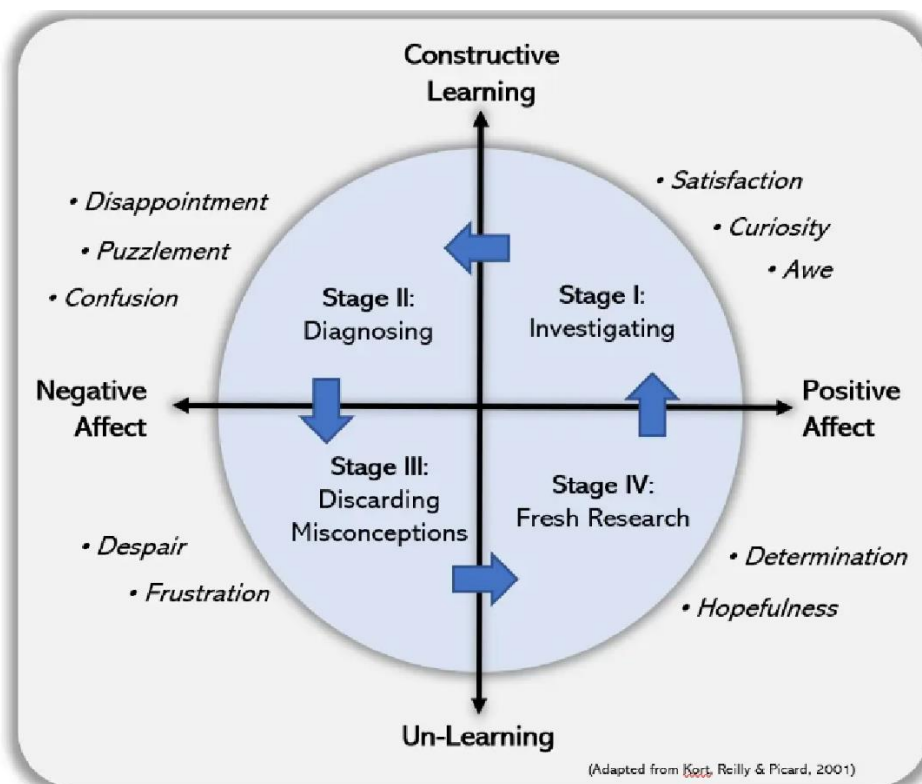 Constructive
Learning
• Satisfaction
• Curiosity
• Awe
• Disappointment
• Puzzlement
• Confusion
Stage II:
Diagnosing
Stage I:
Investigating
Negative
Affect
Positive
Affect
Stage III:
Discarding
Misconceptions
Stage IV:
Fresh Research
• Despair
• Frustration
• Determination
• Hopefulness
Un-Learning
(Adapted from Kort, Reilly & Picard, 2001)